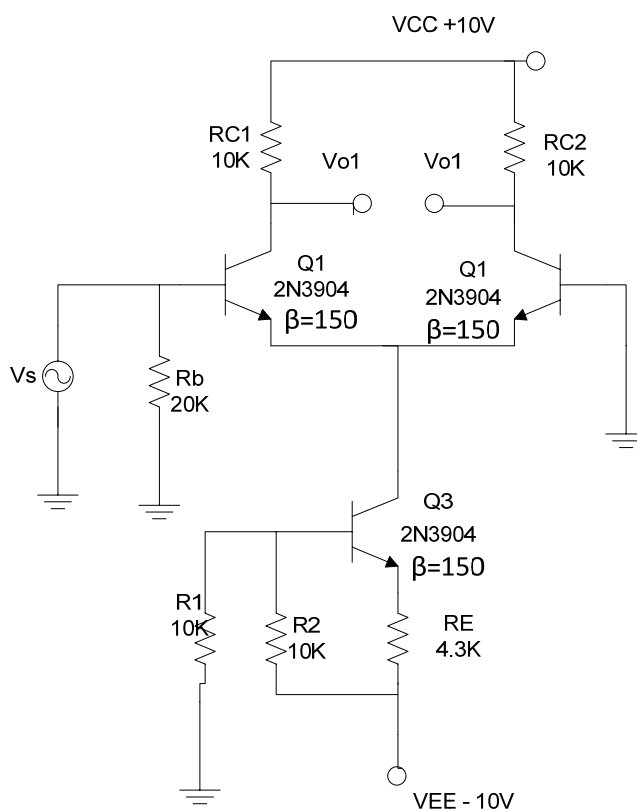 VCC +10V
RC1
10K
Vo1
Vo1
RC2
10K
Q1
2N3904
β=150
Q1
2N3904
β=150
Vs
Rb
20K
Q3
2N3904
β=150
R1
10K
R2
10K
RE
4.3K
VEE - 10V